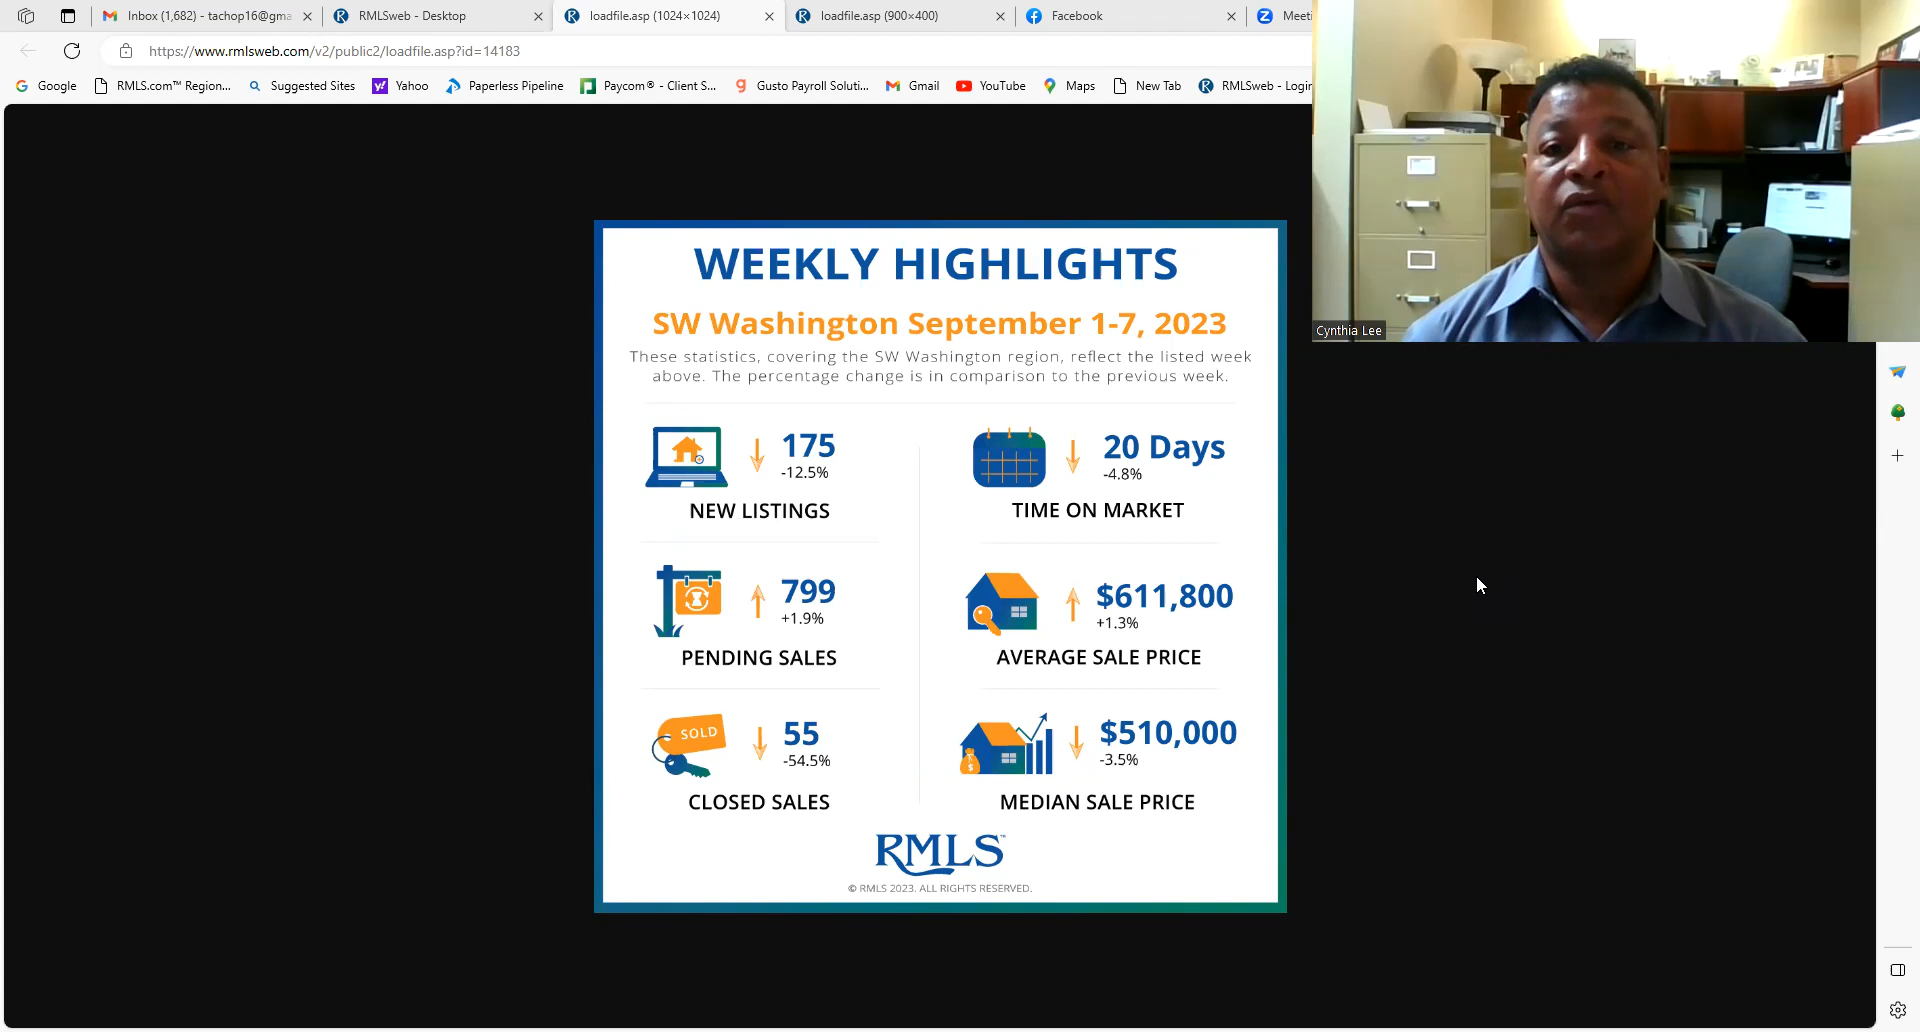 Inbox (1,682) - tachop16@gma
RMLSweb - Desktop
loadfile.asp (1024×1024)
loadfile.asp (900×400)
Facebook
Meeti
https://www.rmlsweb.com/v2/public2/loadfile.asp?id=14183
Google
RMLS.com™ Region...
Suggested Sites
Yahoo
Paperless Pipeline
Paycom® - Client S...
Gusto Payroll Soluti...
Gmail
YouTube
Maps
New Tab
RMLSweb - Login
Cynthia Lee
WEEKLY HIGHLIGHTS
SW Washington September 1-7, 2023
These statistics, covering the SW Washington region, reflect the listed week
above. The percentage change is in comparison to the previous week.
175
-12.5%
NEW LISTINGS
20 Days
-4.8%
TIME ON MARKET
799
+1.9%
PENDING SALES
$611,800
+1.3%
AVERAGE SALE PRICE
SOLD
55
-54.5%
CLOSED SALES
$
$510,000
-3.5%
MEDIAN SALE PRICE
RMLS™
© RMLS 2023. ALL RIGHTS RESERVED.